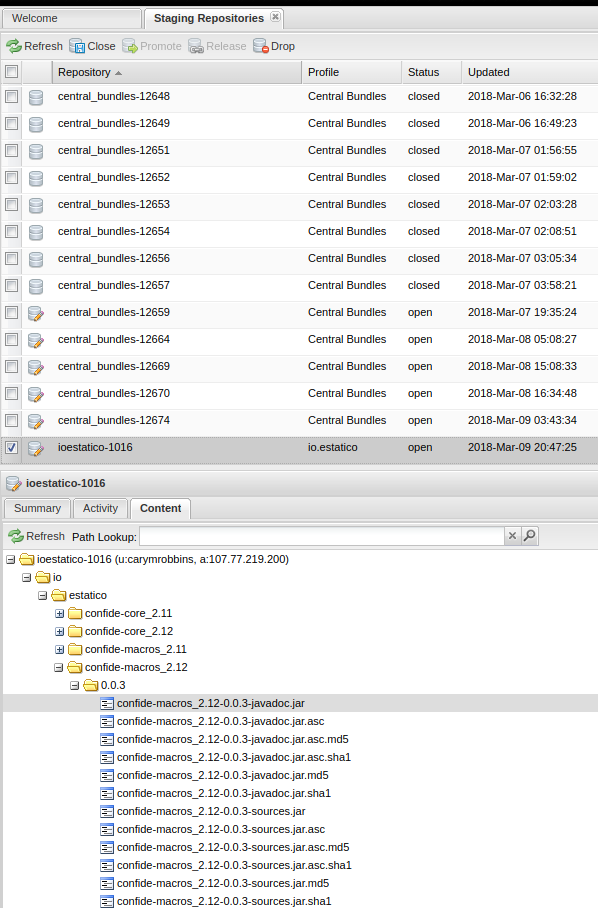 Welcome Staging Repositories
Refresh Close Promote Release Drop
Repository Profile Status Updated
central_bundles-12648 Central Bundles closed 2018-Mar-06 16:32:28
central_bundles-12649 Central Bundles closed 2018-Mar-06 16:49:23
central_bundles-12651 Central Bundles closed 2018-Mar-07 01:56:55
central_bundles-12652 Central Bundles closed 2018-Mar-07 01:59:02
central_bundles-12653 Central Bundles closed 2018-Mar-07 02:03:28
central_bundles-12654 Central Bundles closed 2018-Mar-07 02:08:51
central_bundles-12656 Central Bundles closed 2018-Mar-07 03:05:34
central_bundles-12657 Central Bundles closed 2018-Mar-07 03:58:21
central_bundles-12659 Central Bundles open 2018-Mar-07 19:35:24
central_bundles-12664 Central Bundles open 2018-Mar-08 05:08:27
central_bundles-12669 Central Bundles open 2018-Mar-08 15:08:33
central_bundles-12670 Central Bundles open 2018-Mar-08 16:34:48
central_bundles-12674 Central Bundles open 2018-Mar-09 03:43:34
ioestatico-1016 io.estatico open 2018-Mar-09 20:47:25
ioestatico-1016
Summary Activity Content
Refresh Path Lookup:
ioestatico-1016 (u:carymrobbins, a:107.77.219.200)
io
estatico
confide-core_2.11
confide-core_2.12
confide-macros_2.11
confide-macros_2.12
0.0.3
confide-macros_2.12-0.0.3-javadoc.jar
confide-macros_2.12-0.0.3-javadoc.jar.asc
confide-macros_2.12-0.0.3-javadoc.jar.asc.md5
confide-macros_2.12-0.0.3-javadoc.jar.asc.sha1
confide-macros_2.12-0.0.3-javadoc.jar.md5
confide-macros_2.12-0.0.3-javadoc.jar.sha1
confide-macros_2.12-0.0.3-sources.jar
confide-macros_2.12-0.0.3-sources.jar.asc
confide-macros_2.12-0.0.3-sources.jar.asc.md5
confide-macros_2.12-0.0.3-sources.jar.asc.sha1
confide-macros_2.12-0.0.3-sources.jar.md5
confide-macros_2.12-0.0.3-sources.jar.sha1